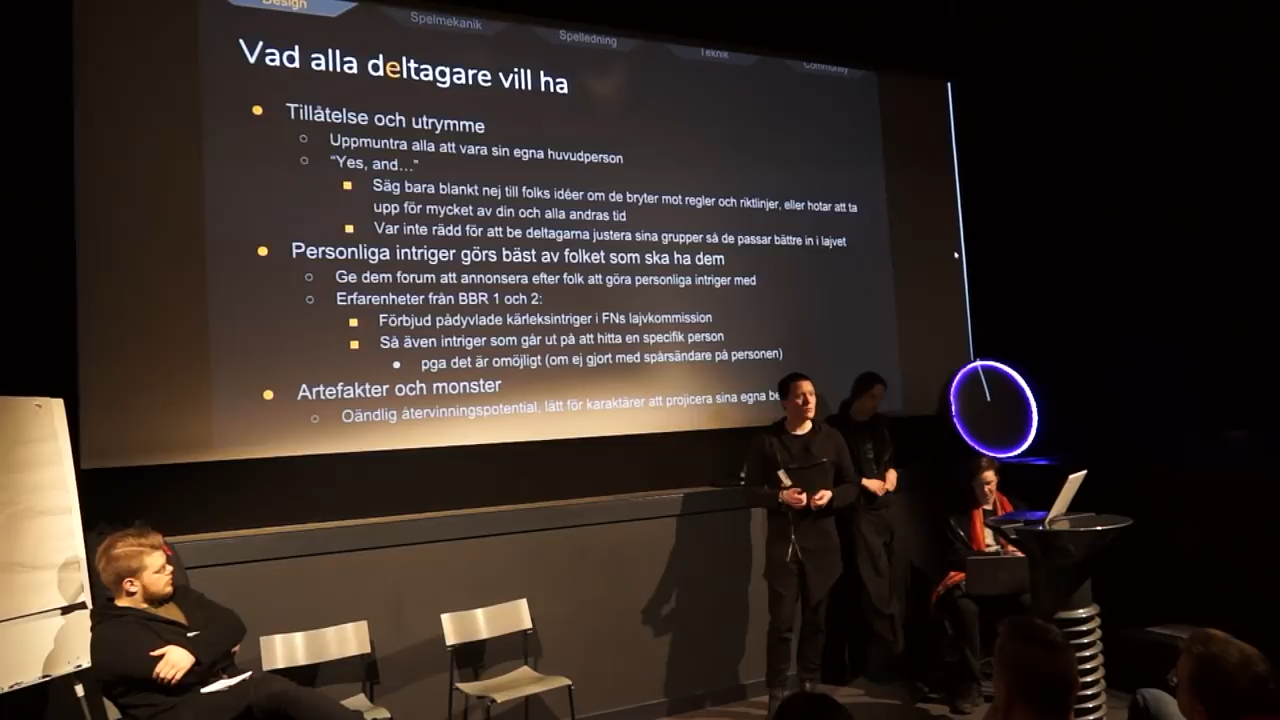 Design
Spelmekanik
Spelledning
Teknik
Community
Vad alla deltagare vill ha
Tillåtelse och utrymme
Uppmuntra alla att vara sin egna huvudperson
“Yes, and…”
Säg bara blankt nej till folks idéer om de bryter mot regler och riktlinjer, eller hotar att ta
upp för mycket av din och alla andras tid
Var inte rädd för att be deltagarna justera sina grupper så de passar bättre in i lajvet
Personliga intriger görs bäst av folket som ska ha dem
Ge dem forum att annonsera efter folk att göra personliga intriger med
Erfarenheter från BBR 1 och 2:
Förbjud pådyvlade kärleksintriger i FNs lajvkommission
Så även intriger som går ut på att hitta en specifik person
pga det är omöjligt (om ej gjort med spårsändare på personen)
Artefakter och monster
Oändlig återvinningspotential, lätt för karaktärer att projicera sina egna